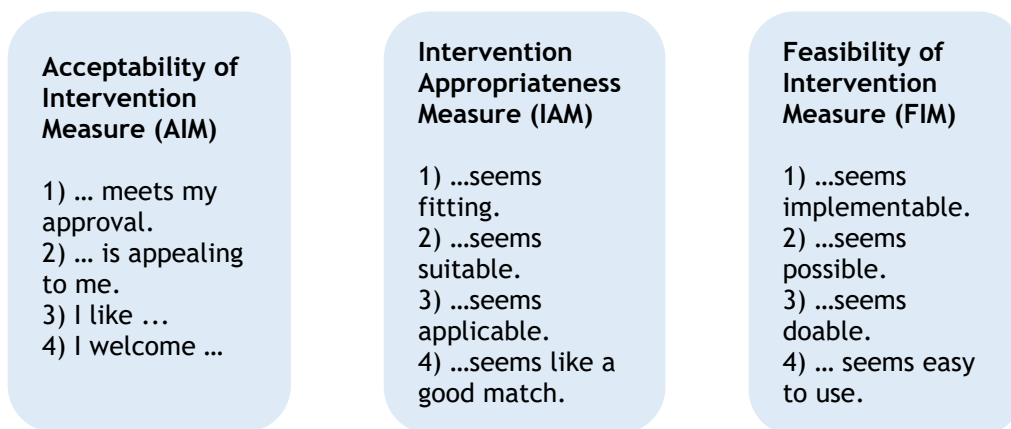 Acceptability of
Intervention
Measure (AIM)
1) … meets my
approval.
2) … is appealing
to me.
3) I like ...
4) I welcome …
Intervention
Appropriateness
Measure (IAM)
1) …seems
fitting.
2) …seems
suitable.
3) …seems
applicable.
4) …seems like a
good match.
Feasibility of
Intervention
Measure (FIM)
1) …seems
implementable.
2) …seems
possible.
3) …seems
doable.
4) … seems easy
to use.